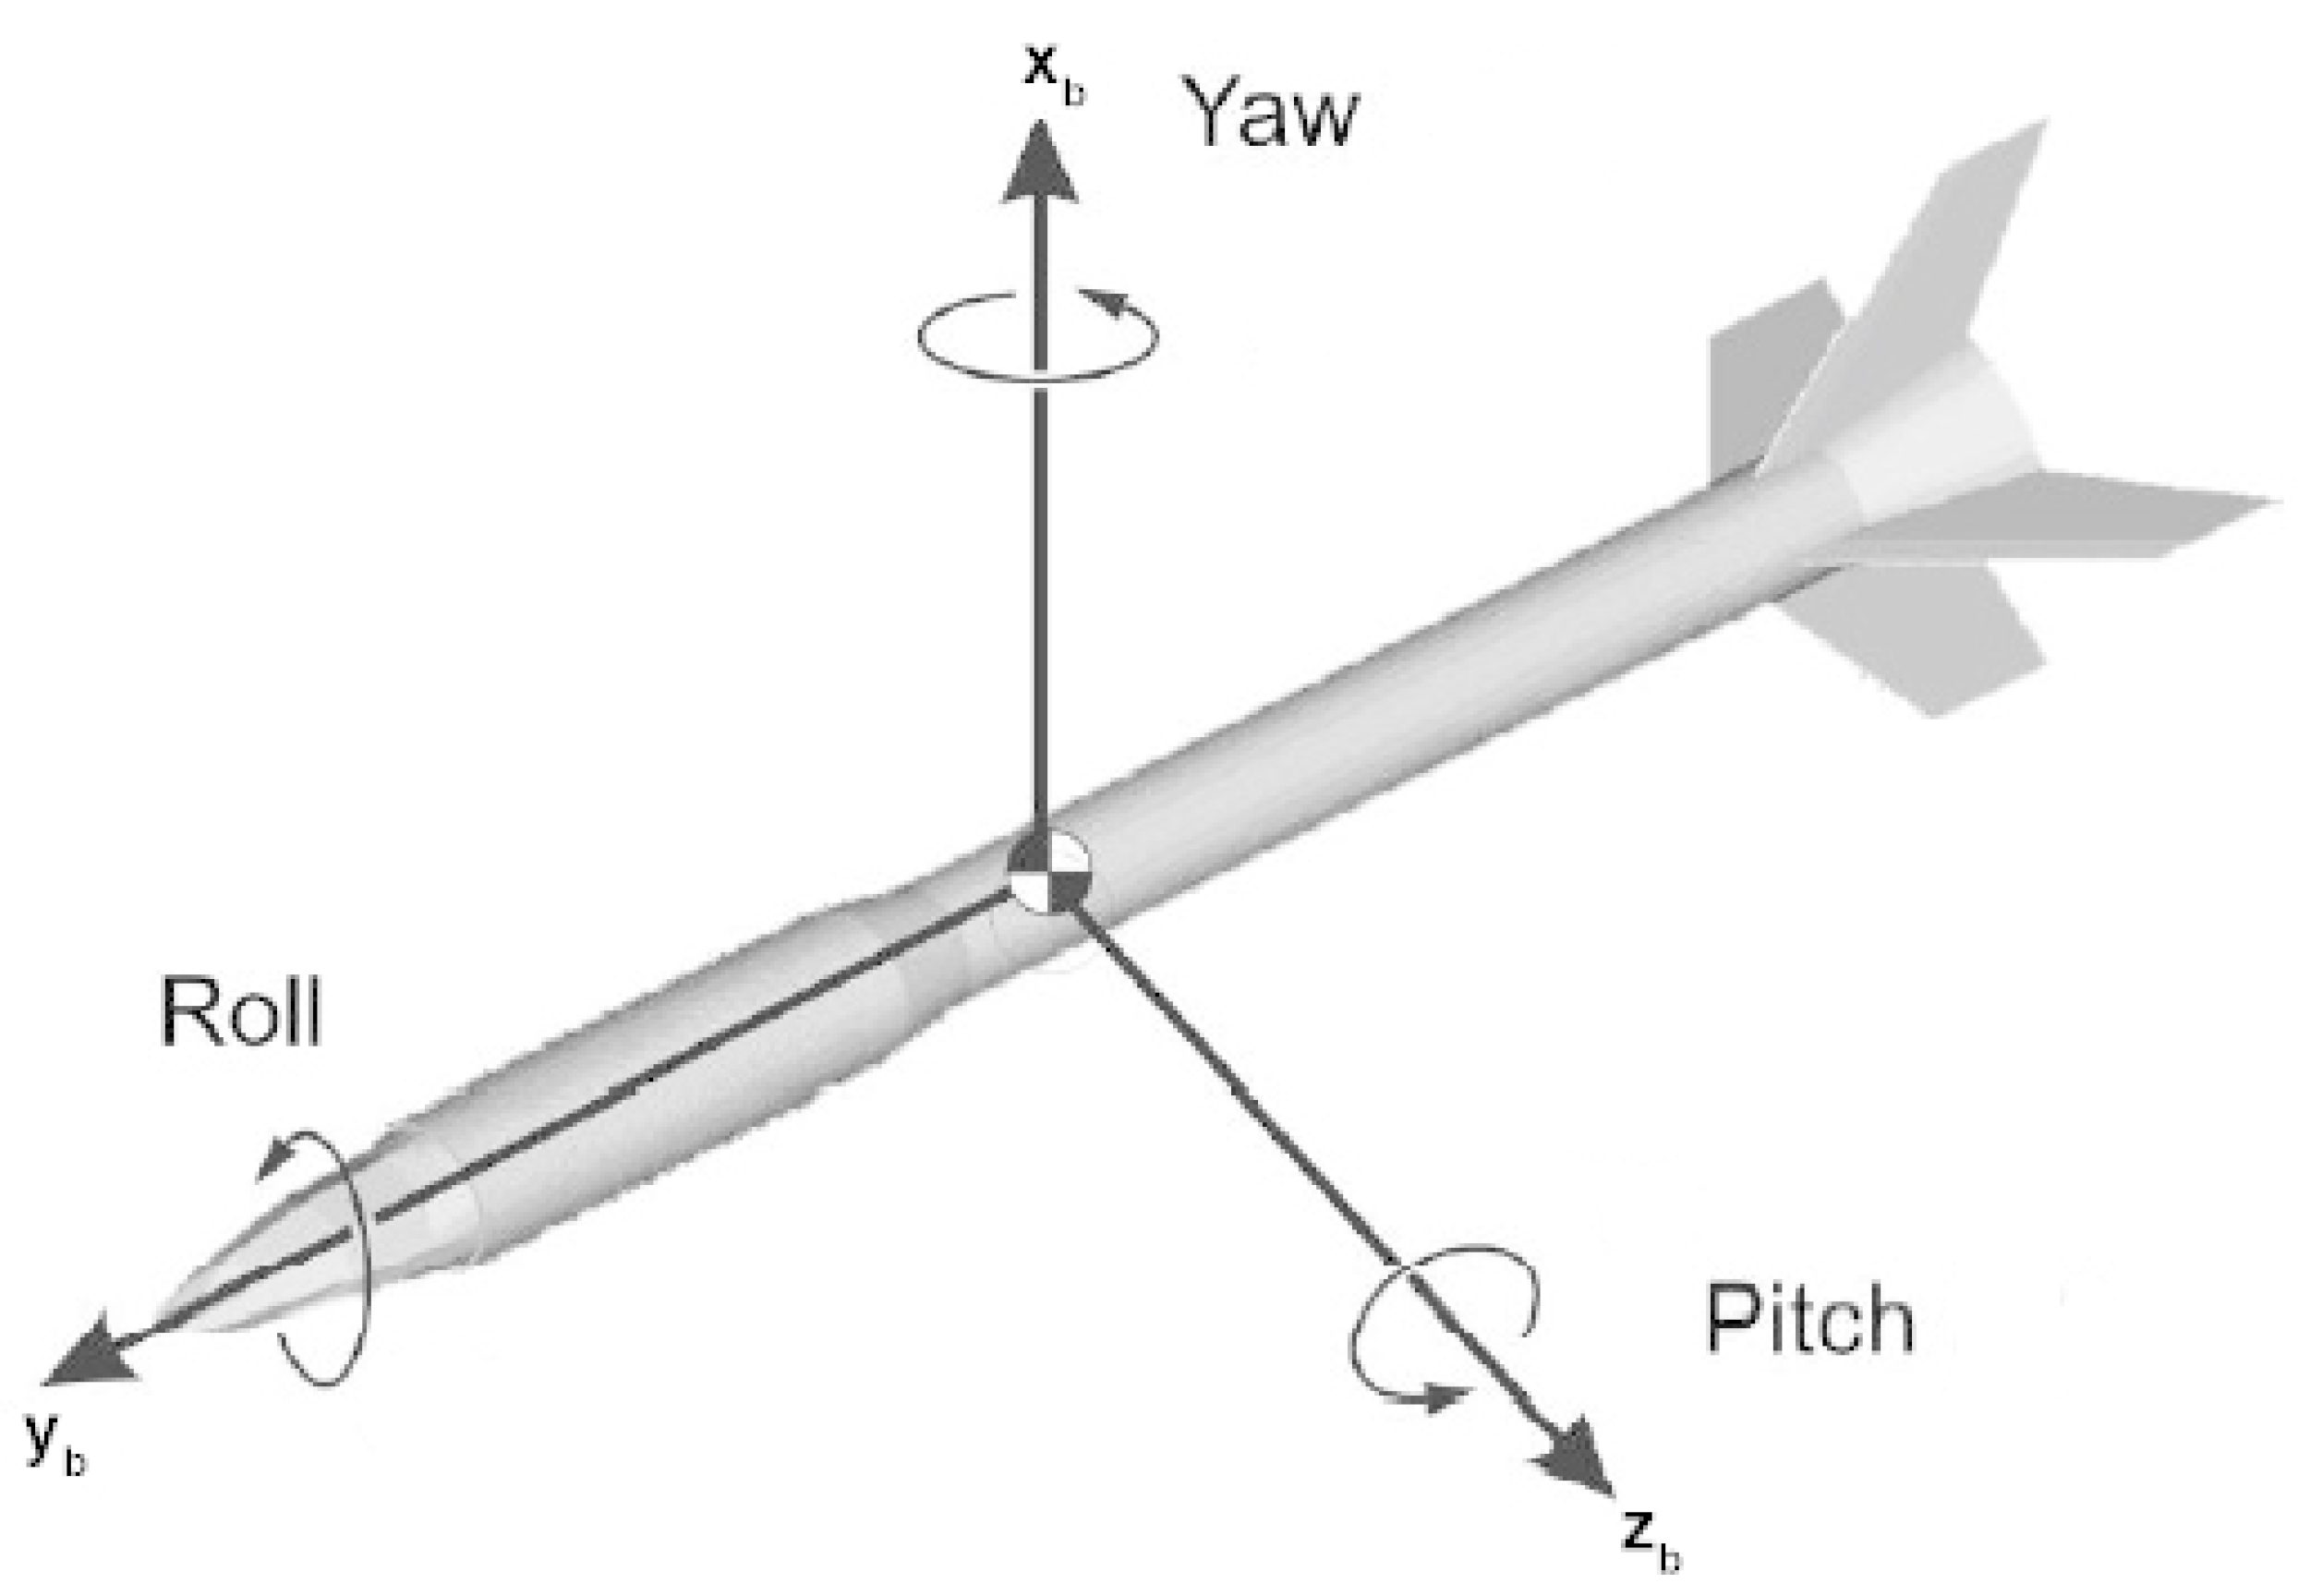 x_b
Yaw
Roll
Pitch
y_b
z_b